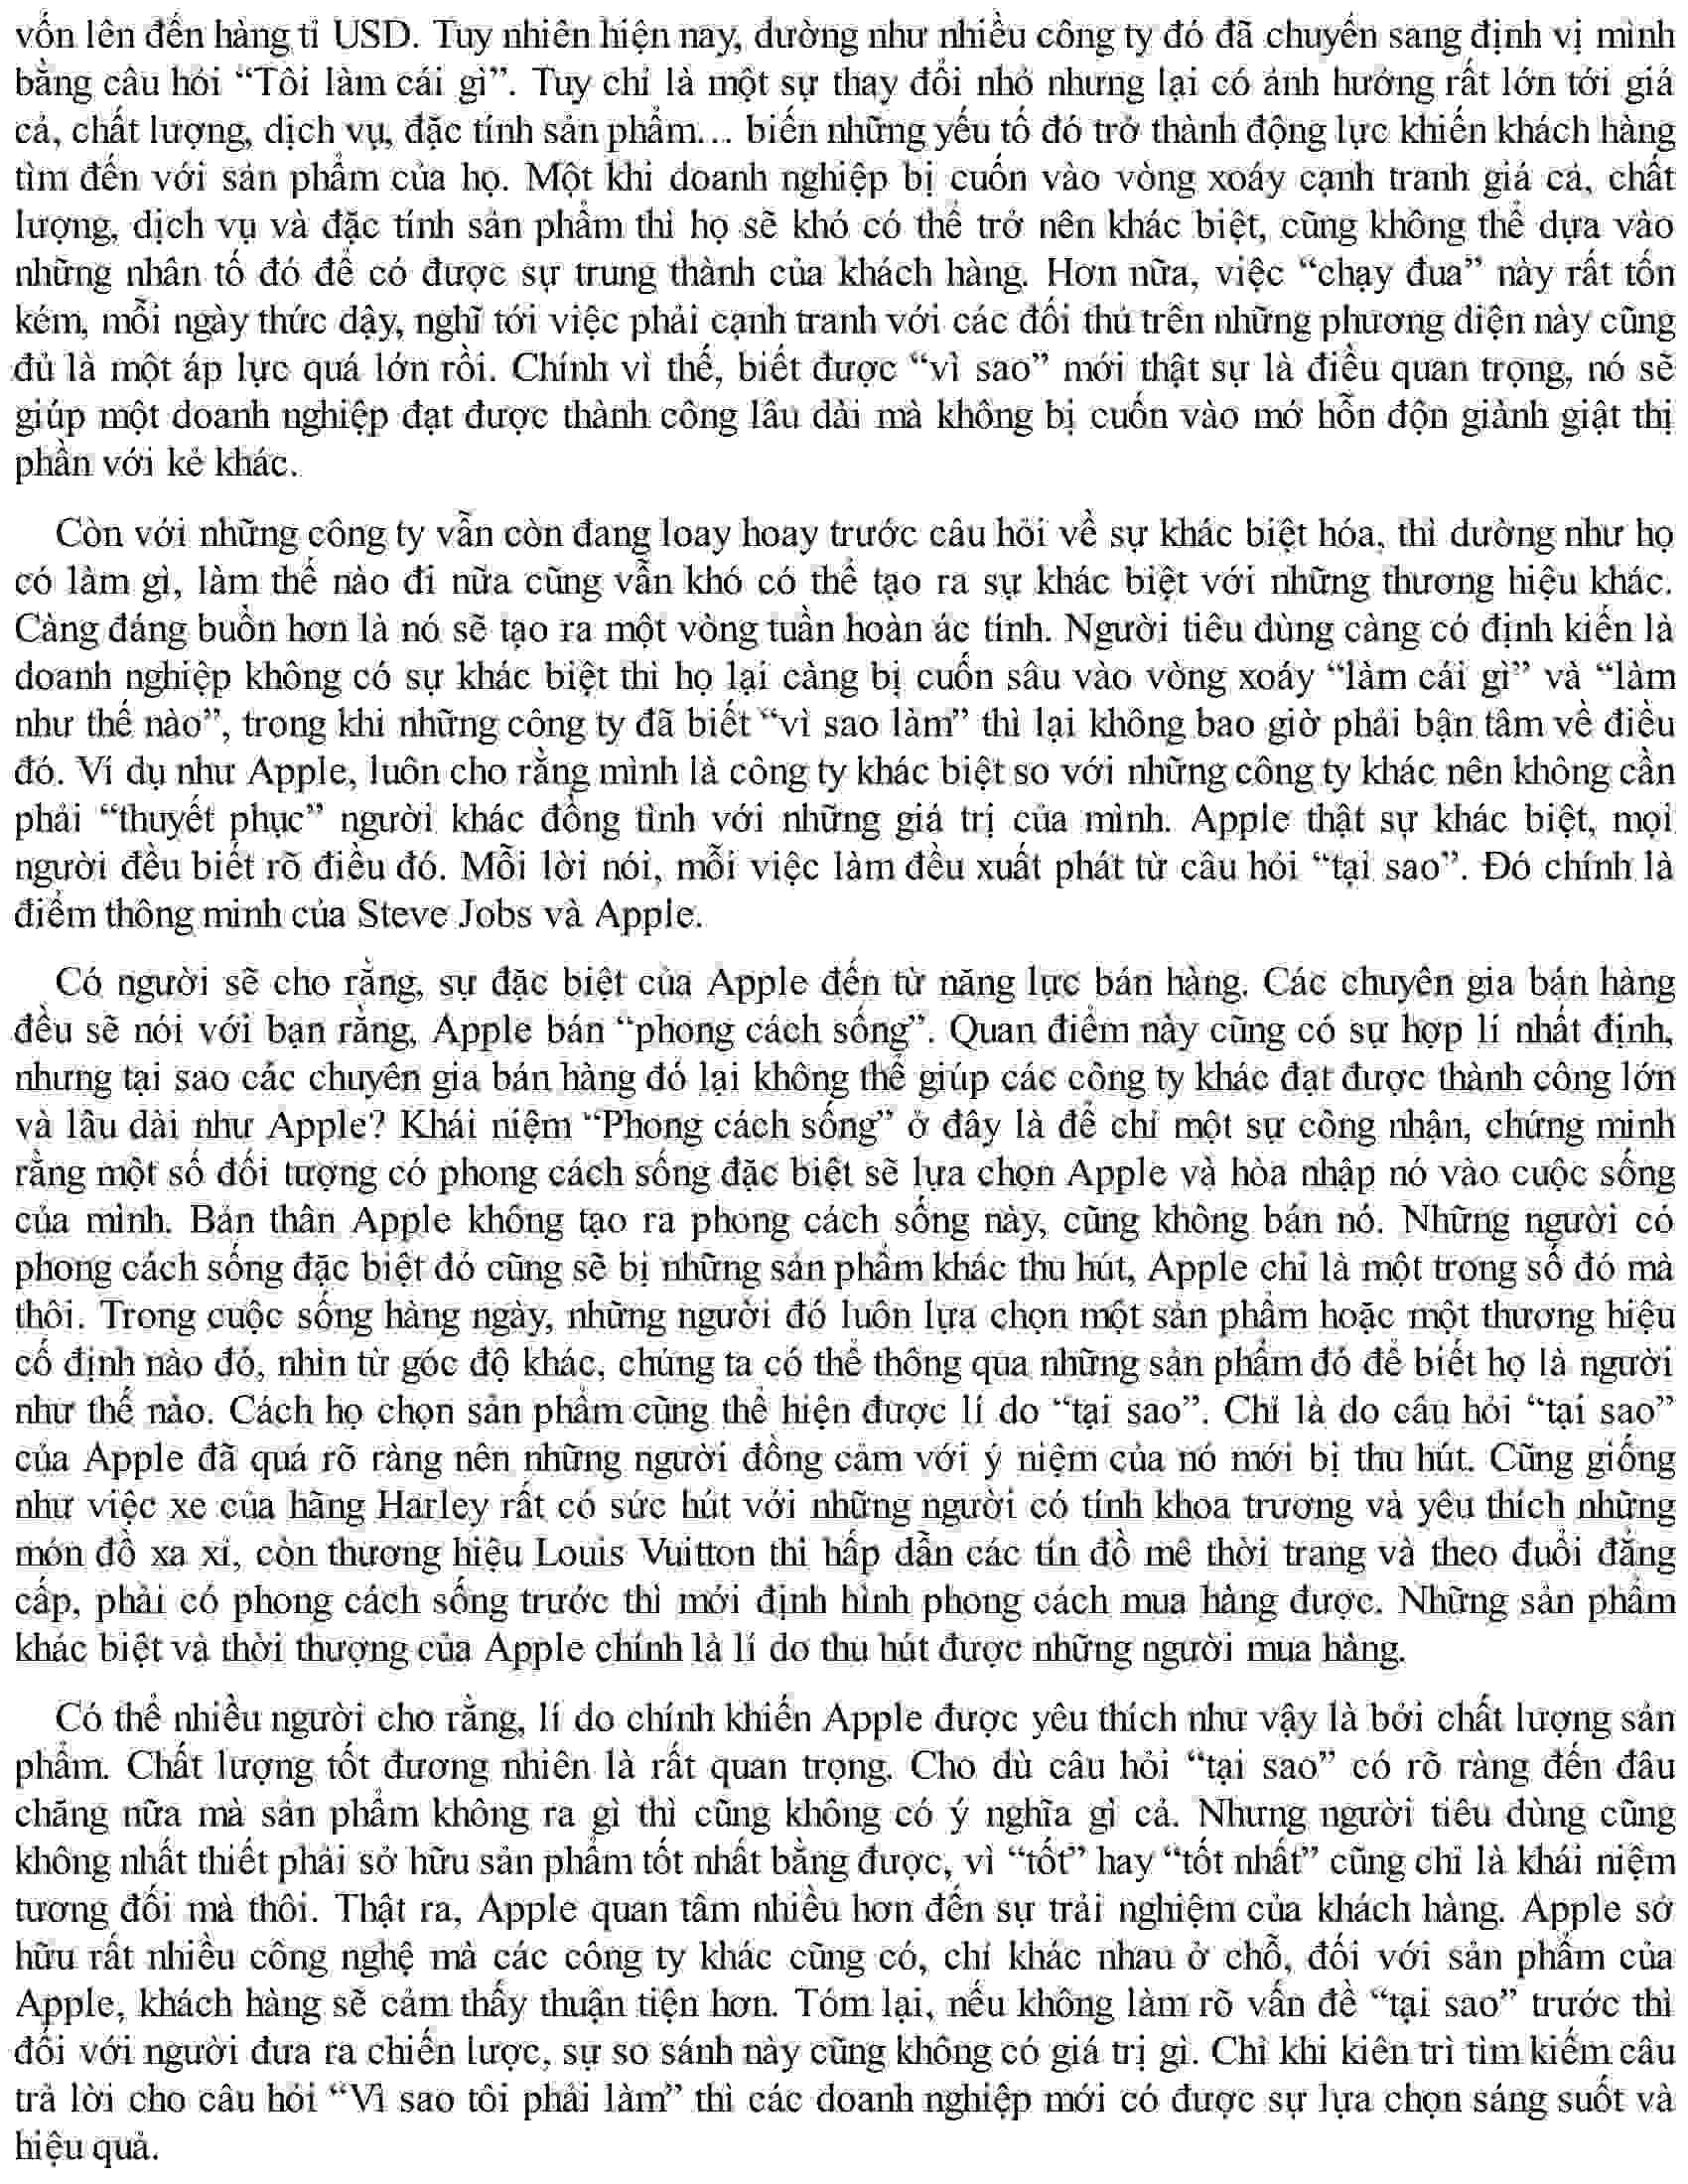 vốn lên đến hàng tỉ USD. Tuy nhiên hiện nay, dường như nhiều công ty đó đã chuyển sang định vị mình
bằng câu hỏi “Tôi làm cái gì”. Tuy chỉ là một sự thay đổi nhỏ nhưng lại có ảnh hưởng rất lớn tới giá
cả, chất lượng, dịch vụ, đặc tính sản phẩm... biến những yếu tố đó trở thành động lực khiến khách hàng
tìm đến với sản phẩm của họ. Một khi doanh nghiệp bị cuốn vào vòng xoáy cạnh tranh giá cả, chất
lượng, dịch vụ và đặc tính sản phẩm thì họ sẽ khó có thể trở nên khác biệt, cũng không thể dựa vào
những nhân tố đó để có được sự trung thành của khách hàng. Hơn nữa, việc “chạy đua” này rất tốn
kém, mỗi ngày thức dậy, nghĩ tới việc phải cạnh tranh với các đối thủ trên những phương diện này cũng
đủ là một áp lực quá lớn rồi. Chính vì thế, biết được “vì sao” mới thật sự là điều quan trọng, nó sẽ
giúp một doanh nghiệp đạt được thành công lâu dài mà không bị cuốn vào mớ hỗn độn giành giật thị
phần với kẻ khác.
Còn với những công ty vẫn còn đang loay hoay trước câu hỏi về sự khác biệt hóa, thì dường như họ
có làm gì, làm thế nào đi nữa cũng vẫn khó có thể tạo ra sự khác biệt với những thương hiệu khác.
Càng đáng buồn hơn là nó sẽ tạo ra một vòng tuần hoàn ác tính. Người tiêu dùng càng có định kiến là
doanh nghiệp không có sự khác biệt thì họ lại càng bị cuốn sâu vào vòng xoáy “làm cái gì” và “làm
như thế nào”, trong khi những công ty đã biết “vì sao làm” thì lại không bao giờ phải bận tâm về điều
đó. Ví dụ như Apple, luôn cho rằng mình là công ty khác biệt so với những công ty khác nên không cần
phải “thuyết phục” người khác đồng tình với những giá trị của mình. Apple thật sự khác biệt, mọi
người đều biết rõ điều đó. Mỗi lời nói, mỗi việc làm đều xuất phát từ câu hỏi “tại sao”. Đó chính là
điểm thông minh của Steve Jobs và Apple.
Có người sẽ cho rằng, sự đặc biệt của Apple đến từ năng lực bán hàng. Các chuyên gia bán hàng
đều sẽ nói với bạn rằng, Apple bán “phong cách sống”. Quan điểm này cũng có sự hợp lí nhất định,
nhưng tại sao các chuyên gia bán hàng đó lại không thể giúp các công ty khác đạt được thành công lớn
và lâu dài như Apple? Khái niệm “Phong cách sống” ở đây là để chỉ một sự công nhận, chứng minh
rằng một số đối tượng có phong cách sống đặc biệt sẽ lựa chọn Apple và hòa nhập nó vào cuộc sống
của mình. Bản thân Apple không tạo ra phong cách sống này, cũng không bán nó. Những người có
phong cách sống đặc biệt đó cũng sẽ bị những sản phẩm khác thu hút, Apple chỉ là một trong số đó mà
thôi. Trong cuộc sống hàng ngày, những người đó luôn lựa chọn một sản phẩm hoặc một thương hiệu
cố định nào đó, nhìn từ góc độ khác, chúng ta có thể thông qua những sản phẩm đó để biết họ là người
như thế nào. Cách họ chọn sản phẩm cũng thể hiện được lí do “tại sao”. Chỉ là do câu hỏi “tại sao”
của Apple đã quá rõ ràng nên những người đồng cảm với ý niệm của nó mới bị thu hút. Cũng giống
như việc xe của hãng Harley rất có sức hút với những người có tính khoa trương và yêu thích những
món đồ xa xỉ, còn thương hiệu Louis Vuitton thì hấp dẫn các tín đồ mê thời trang và theo đuổi đẳng
cấp, phải có phong cách sống trước thì mới định hình phong cách mua hàng được. Những sản phẩm
khác biệt và thời thượng của Apple chính là lí do thu hút được những người mua hàng.
Có thể nhiều người cho rằng, lí do chính khiến Apple được yêu thích như vậy là bởi chất lượng sản
phẩm. Chất lượng tốt đương nhiên là rất quan trọng. Cho dù câu hỏi “tại sao” có rõ ràng đến đâu
chăng nữa mà sản phẩm không ra gì thì cũng không có ý nghĩa gì cả. Nhưng người tiêu dùng cũng
không nhất thiết phải sở hữu sản phẩm tốt nhất bằng được, vì “tốt” hay “tốt nhất” cũng chỉ là khái niệm
tương đối mà thôi. Thật ra, Apple quan tâm nhiều hơn đến sự trải nghiệm của khách hàng. Apple sở
hữu rất nhiều công nghệ mà các công ty khác cũng có, chỉ khác nhau ở chỗ, đối với sản phẩm của
Apple, khách hàng sẽ cảm thấy thuận tiện hơn. Tóm lại, nếu không làm rõ vấn đề “tại sao” trước thì
đối với người đưa ra chiến lược, sự so sánh này cũng không có giá trị gì. Chỉ khi kiên trì tìm kiếm câu
trả lời cho câu hỏi “Vì sao tôi phải làm” thì các doanh nghiệp mới có được sự lựa chọn sáng suốt và
hiệu quả.